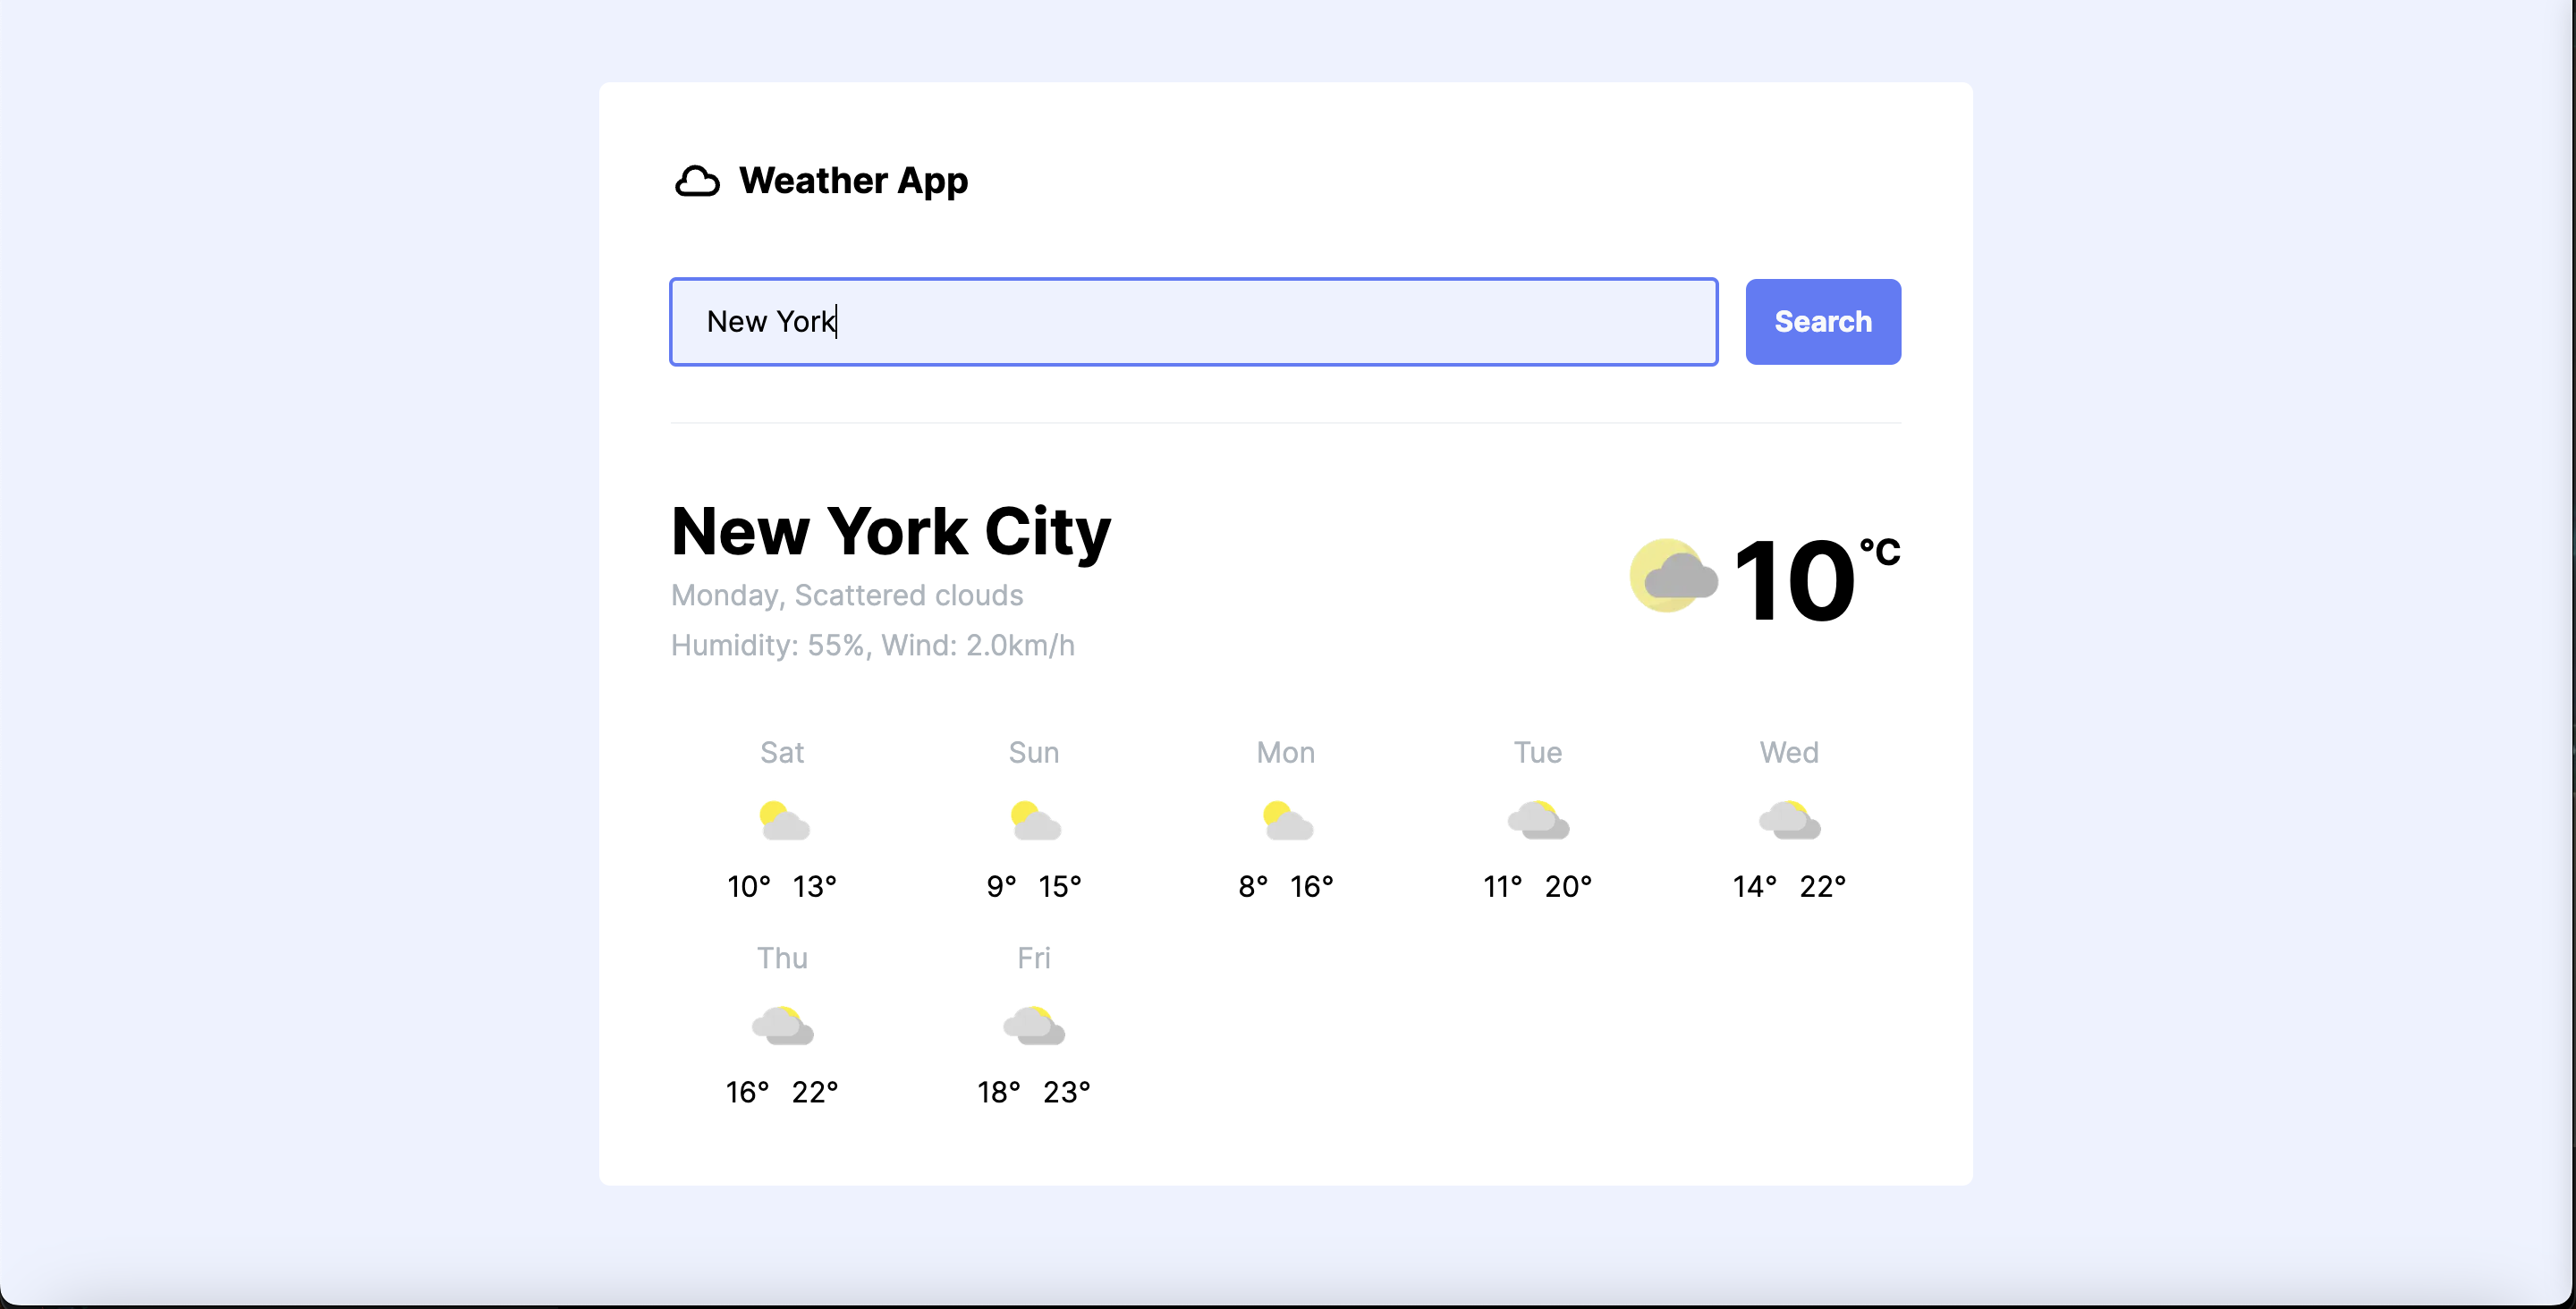 Weather App
New York
Search
New York City
Monday, Scattered clouds
Humidity: 55%, Wind: 2.0km/h
10°C
Sat Sun Mon Tue Wed
10° 13° 9° 15° 8° 16° 11° 20° 14° 22°
Thu Fri
16° 22° 18° 23°